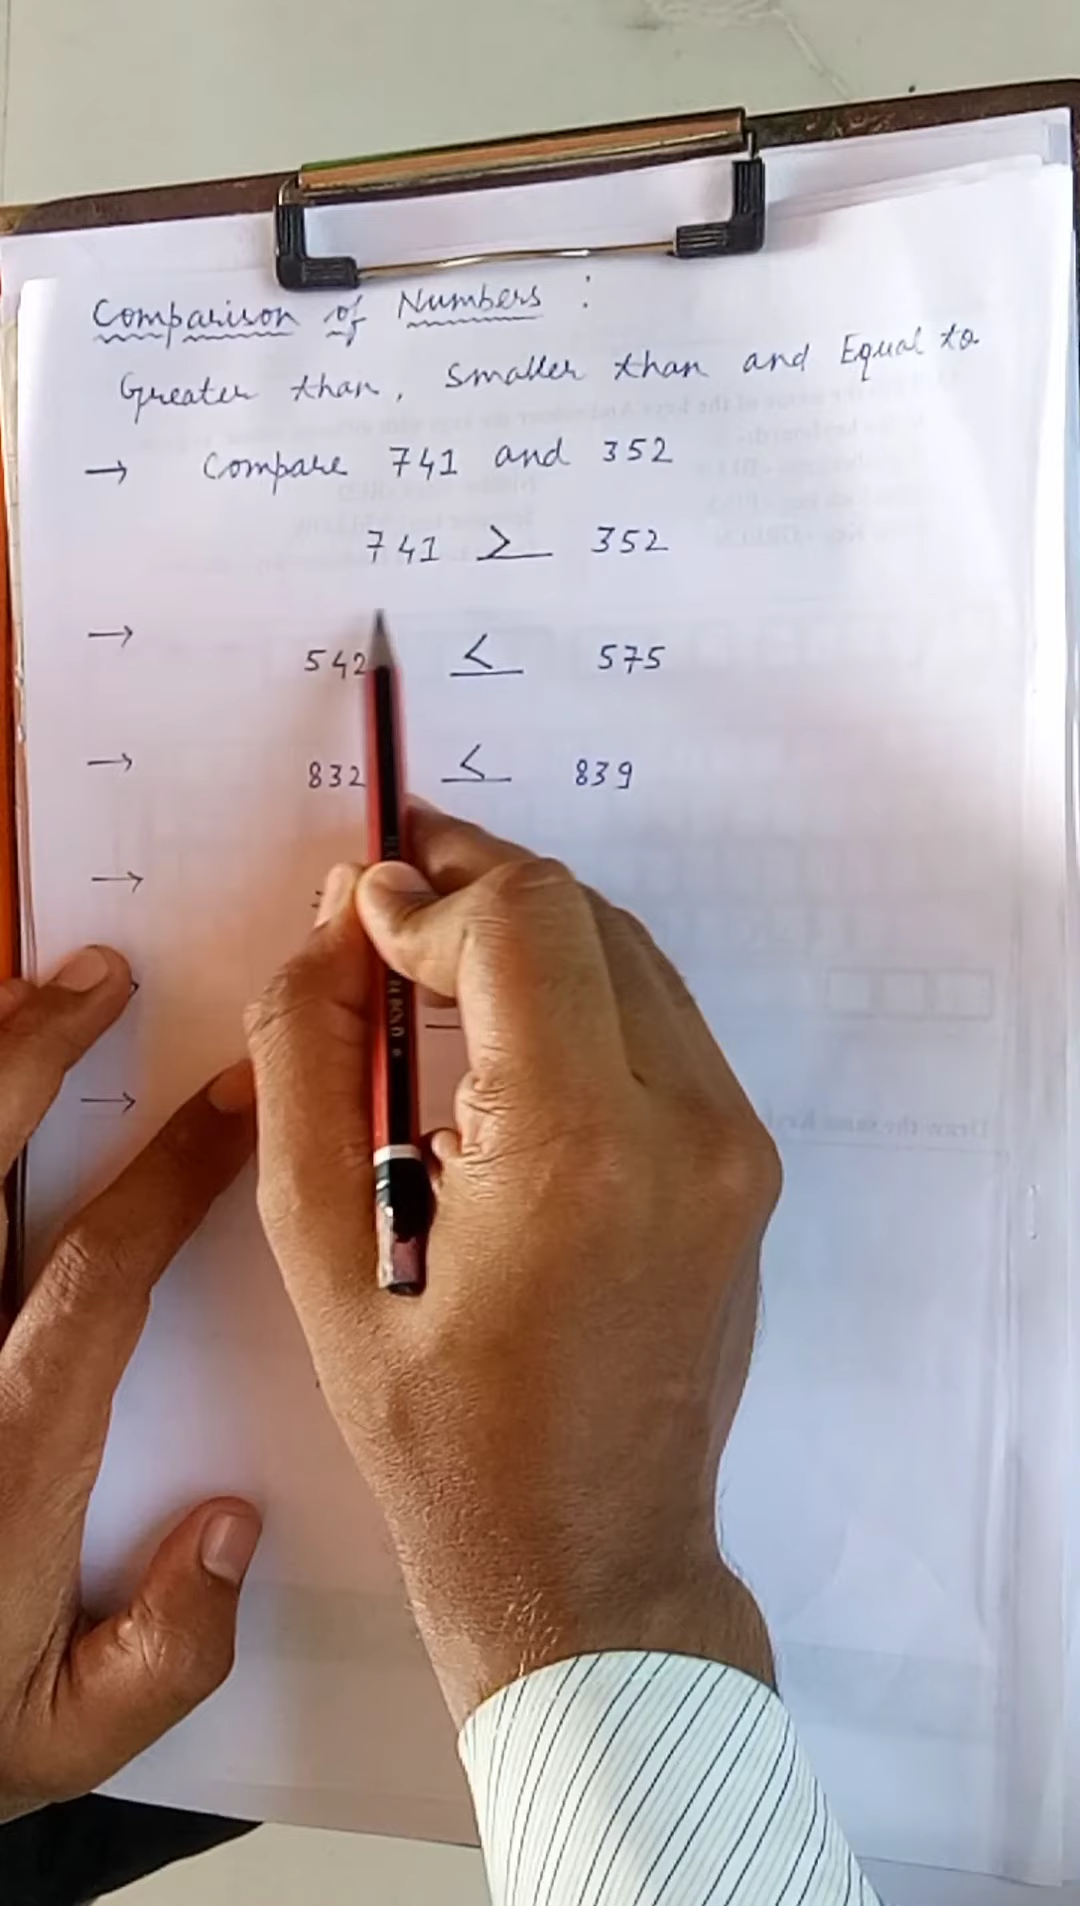 Comparison of Numbers :
Greater than, Smaller than and Equal to
→ Compare 741 and 352
741 > 352
→ 542 < 575
→ 832 < 839
→
→